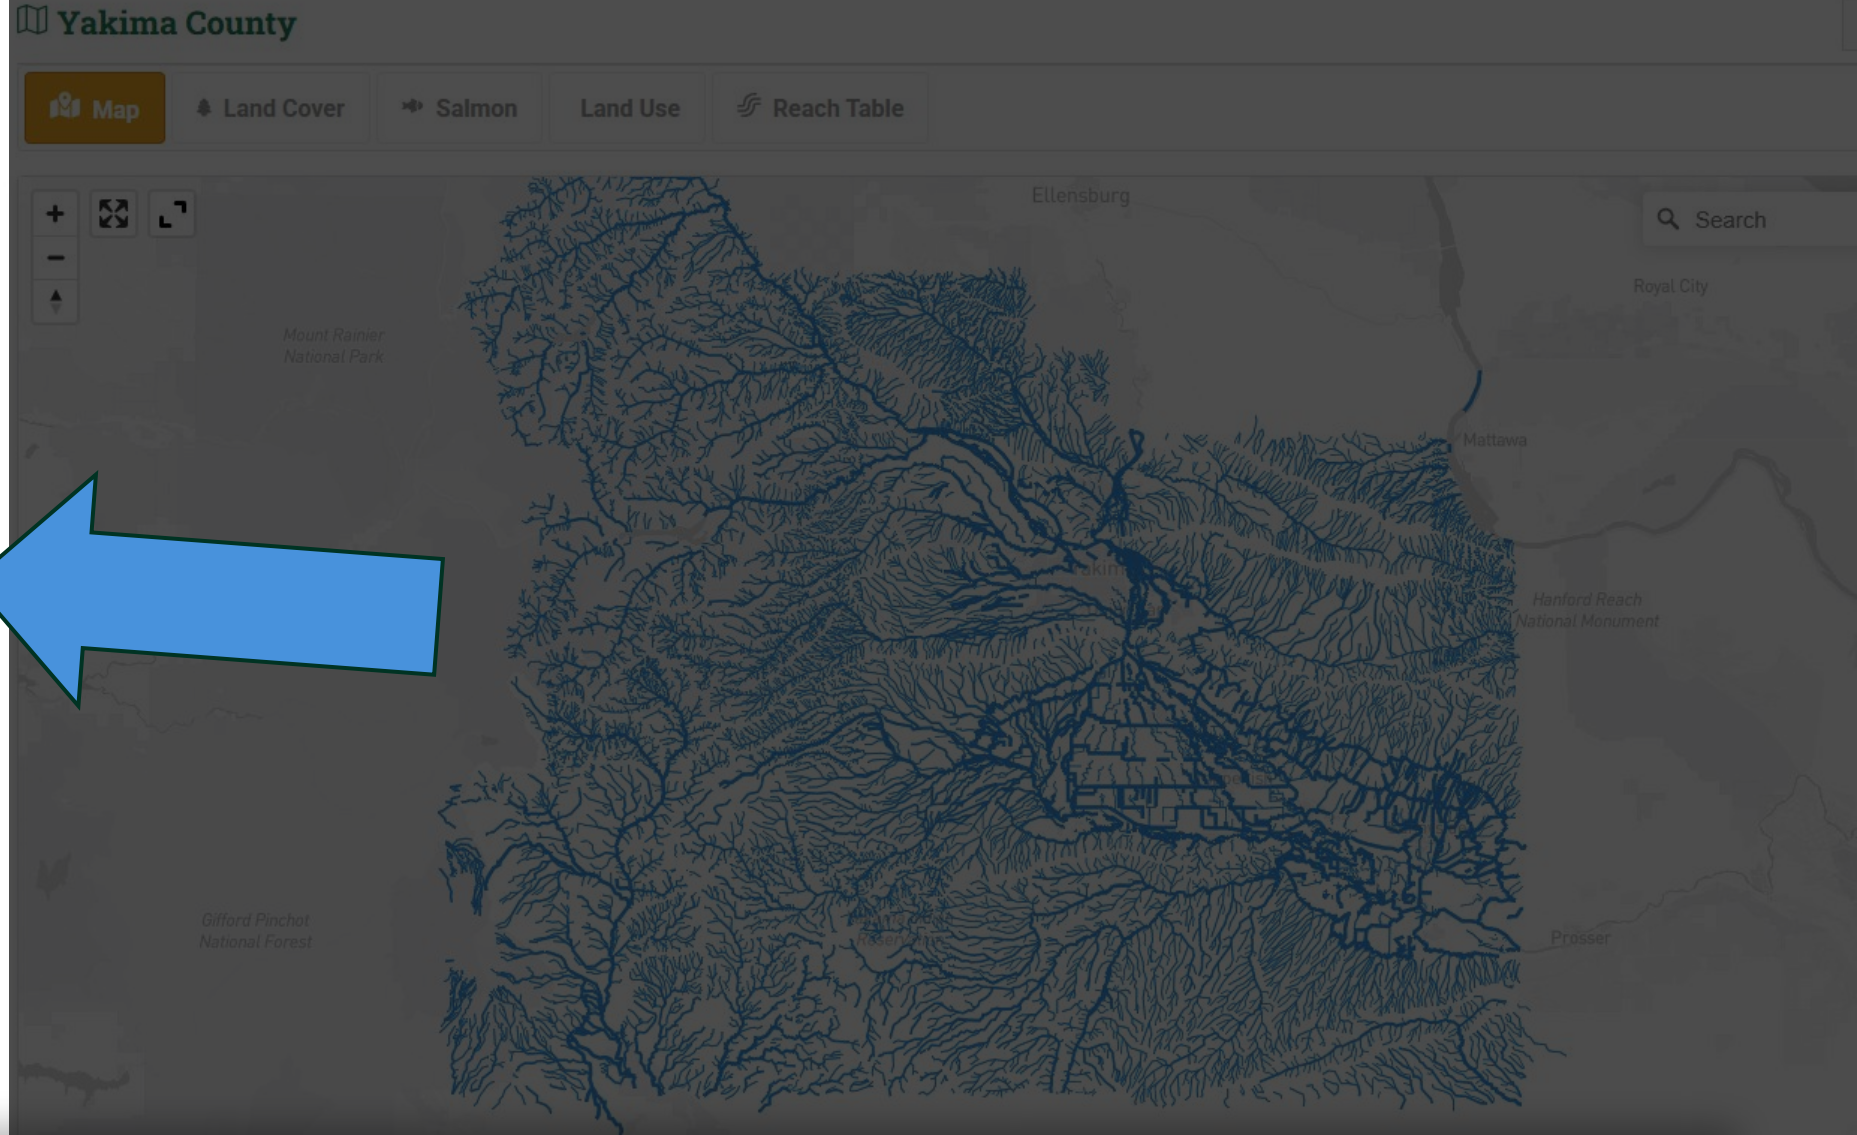 Yakima County
Map
Land Cover
Salmon
Land Use
Reach Table
+
−
Search
Ellensburg
Royal City
Mount Rainier
National Park
Mattawa
Hanford Reach
National Monument
Gifford Pinchot
National Forest
Prosser